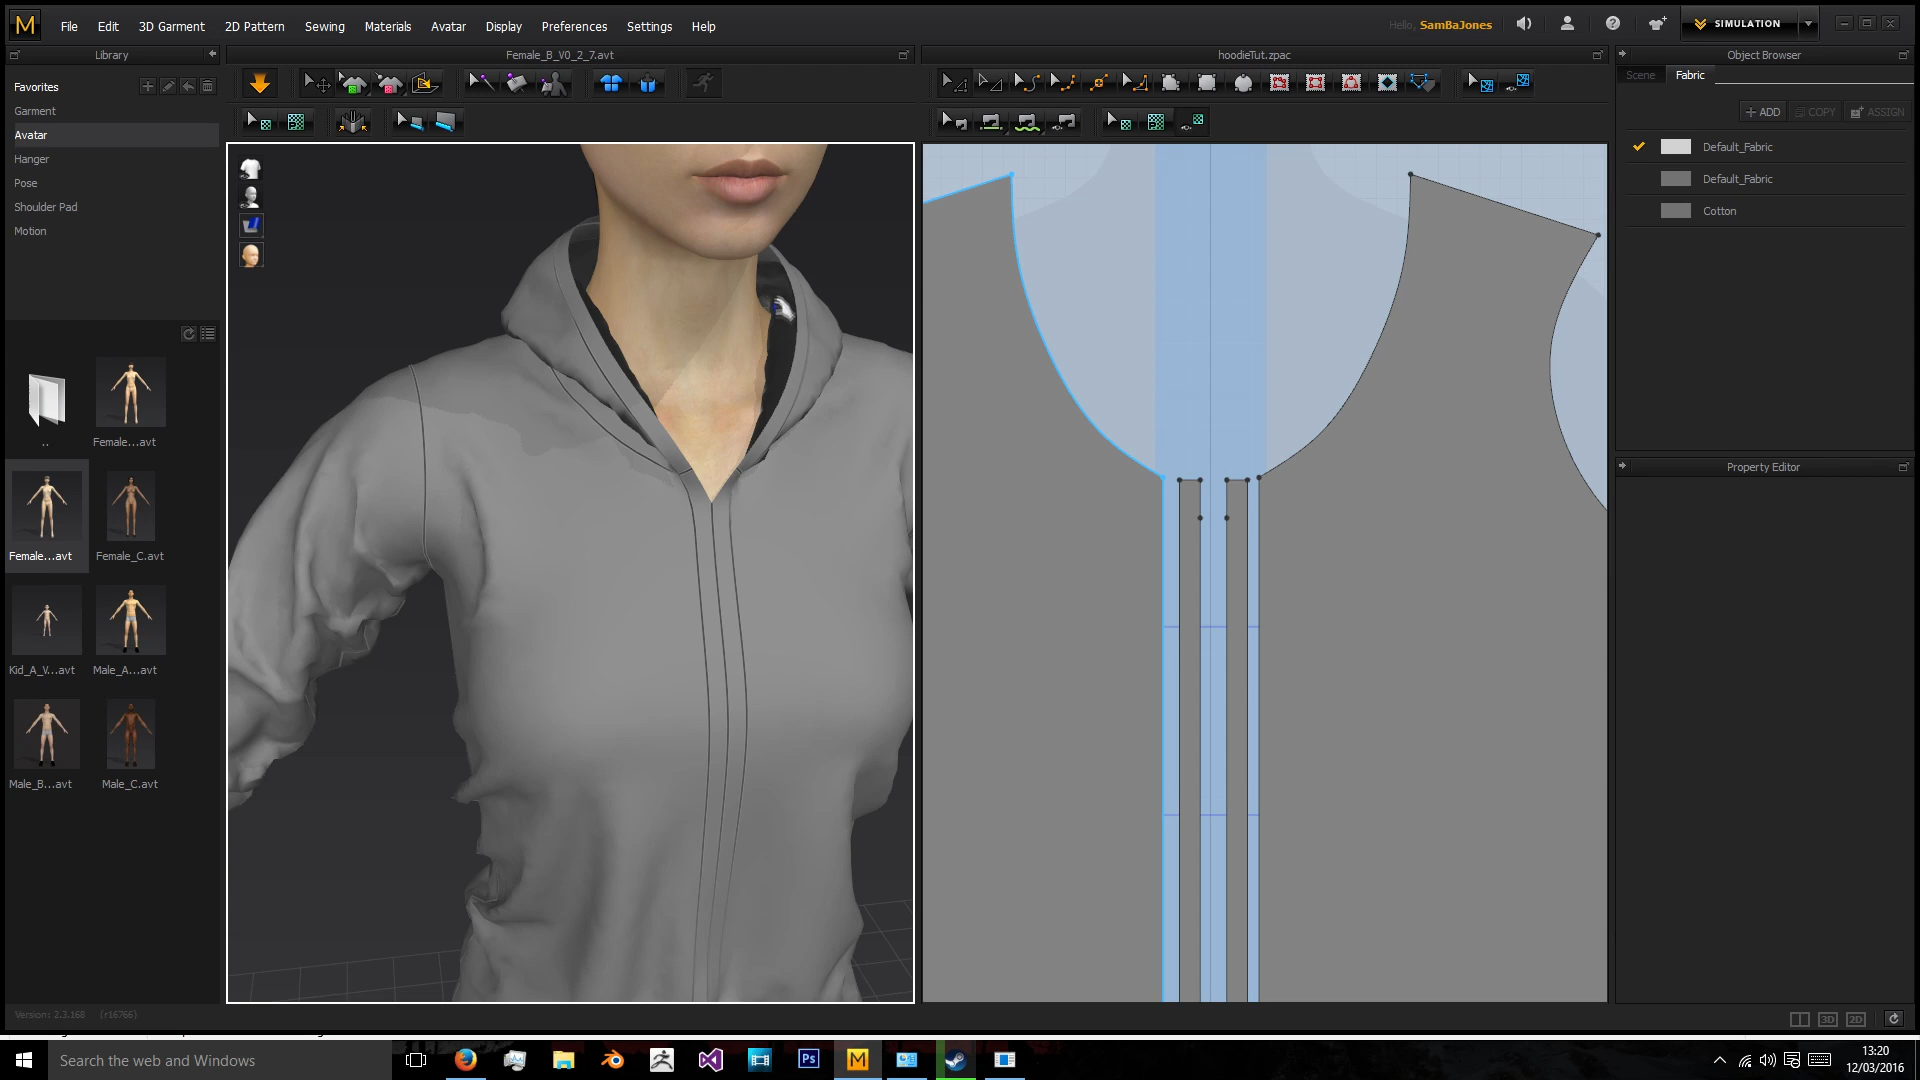 M File Edit 3D Garment 2D Pattern Sewing Materials Avatar Display Preferences Settings Help Hello, SamBaJones SIMULATION
Library Female_B_V0_2_7.avt hoodieTut.zpac Object Browser
Scene Fabric
Favorites
Garment
Avatar
Hanger
Pose
Shoulder Pad
Motion
+ ADD COPY ASSIGN
Default_Fabric
Default_Fabric
Cotton
..
Female...avt
Female...avt
Female_C.avt
Kid_A_V...avt
Male_A...avt
Male_B...avt
Male_C.avt
Property Editor
Version: 2.3.168 (r16766)
3D 2D
Search the web and Windows
Ps
M
13:20
12/03/2016